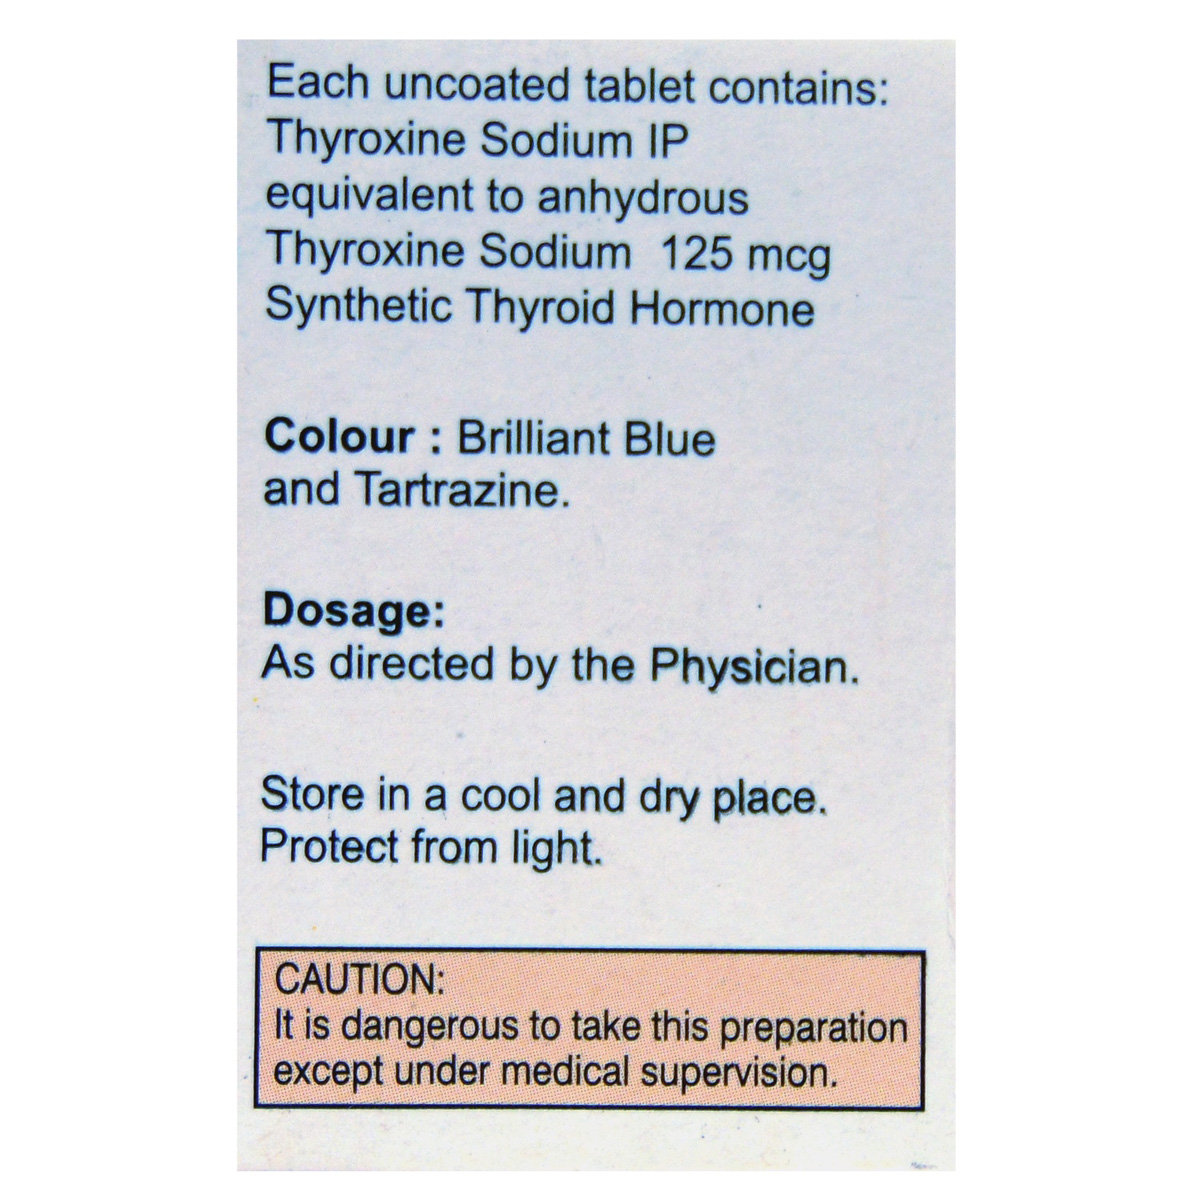 Each uncoated tablet contains:
Thyroxine Sodium IP
equivalent to anhydrous
Thyroxine Sodium 125 mcg
Synthetic Thyroid Hormone
Colour : Brilliant Blue
and Tartrazine.
Dosage:
As directed by the Physician.
Store in a cool and dry place.
Protect from light.
CAUTION:
It is dangerous to take this preparation
except under medical supervision.